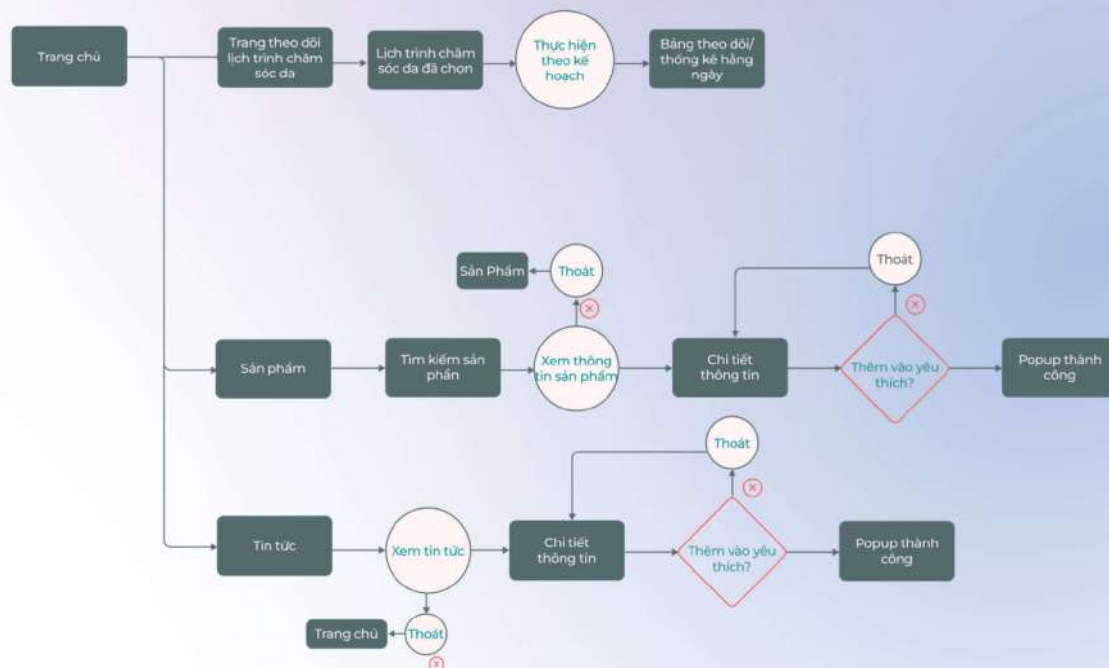 Trang chủ
Trang theo dõi
lịch trình chăm
sóc da
Lịch trình chăm
sóc da đã chọn
Thực hiện
theo kế
hoạch
Bảng theo dõi/
thống kê hằng
ngày
Sản Phẩm
Thoát
Thoát
Sản phẩm
Tìm kiếm sản
phẩn
Xem thông
tin sản phẩm
Chi tiết
thông tin
Thêm vào yêu
thích?
Popup thành
công
Thoát
Tin tức
Xem tin tức
Chi tiết
thông tin
Thêm vào yêu
thích?
Popup thành
công
Trang chủ
Thoát